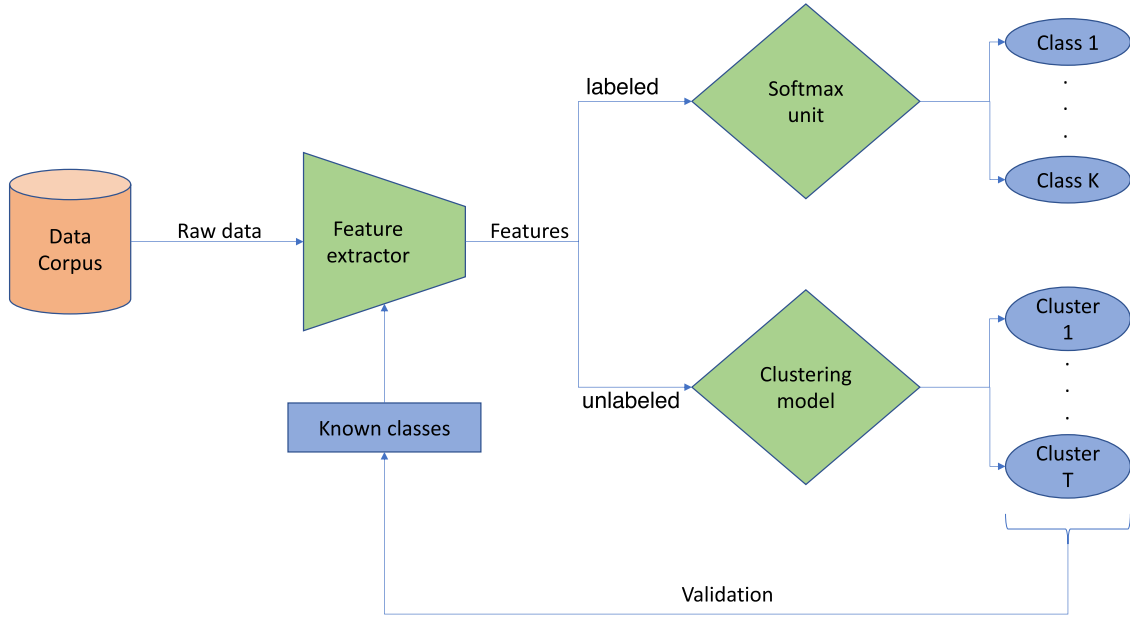 Data
Corpus
Raw data
Feature
extractor
Known classes
Features
labeled
unlabeled
Softmax
unit
Class 1
.
.
.
Class K
Clustering
model
Cluster
1
.
.
.
Cluster
T
Validation